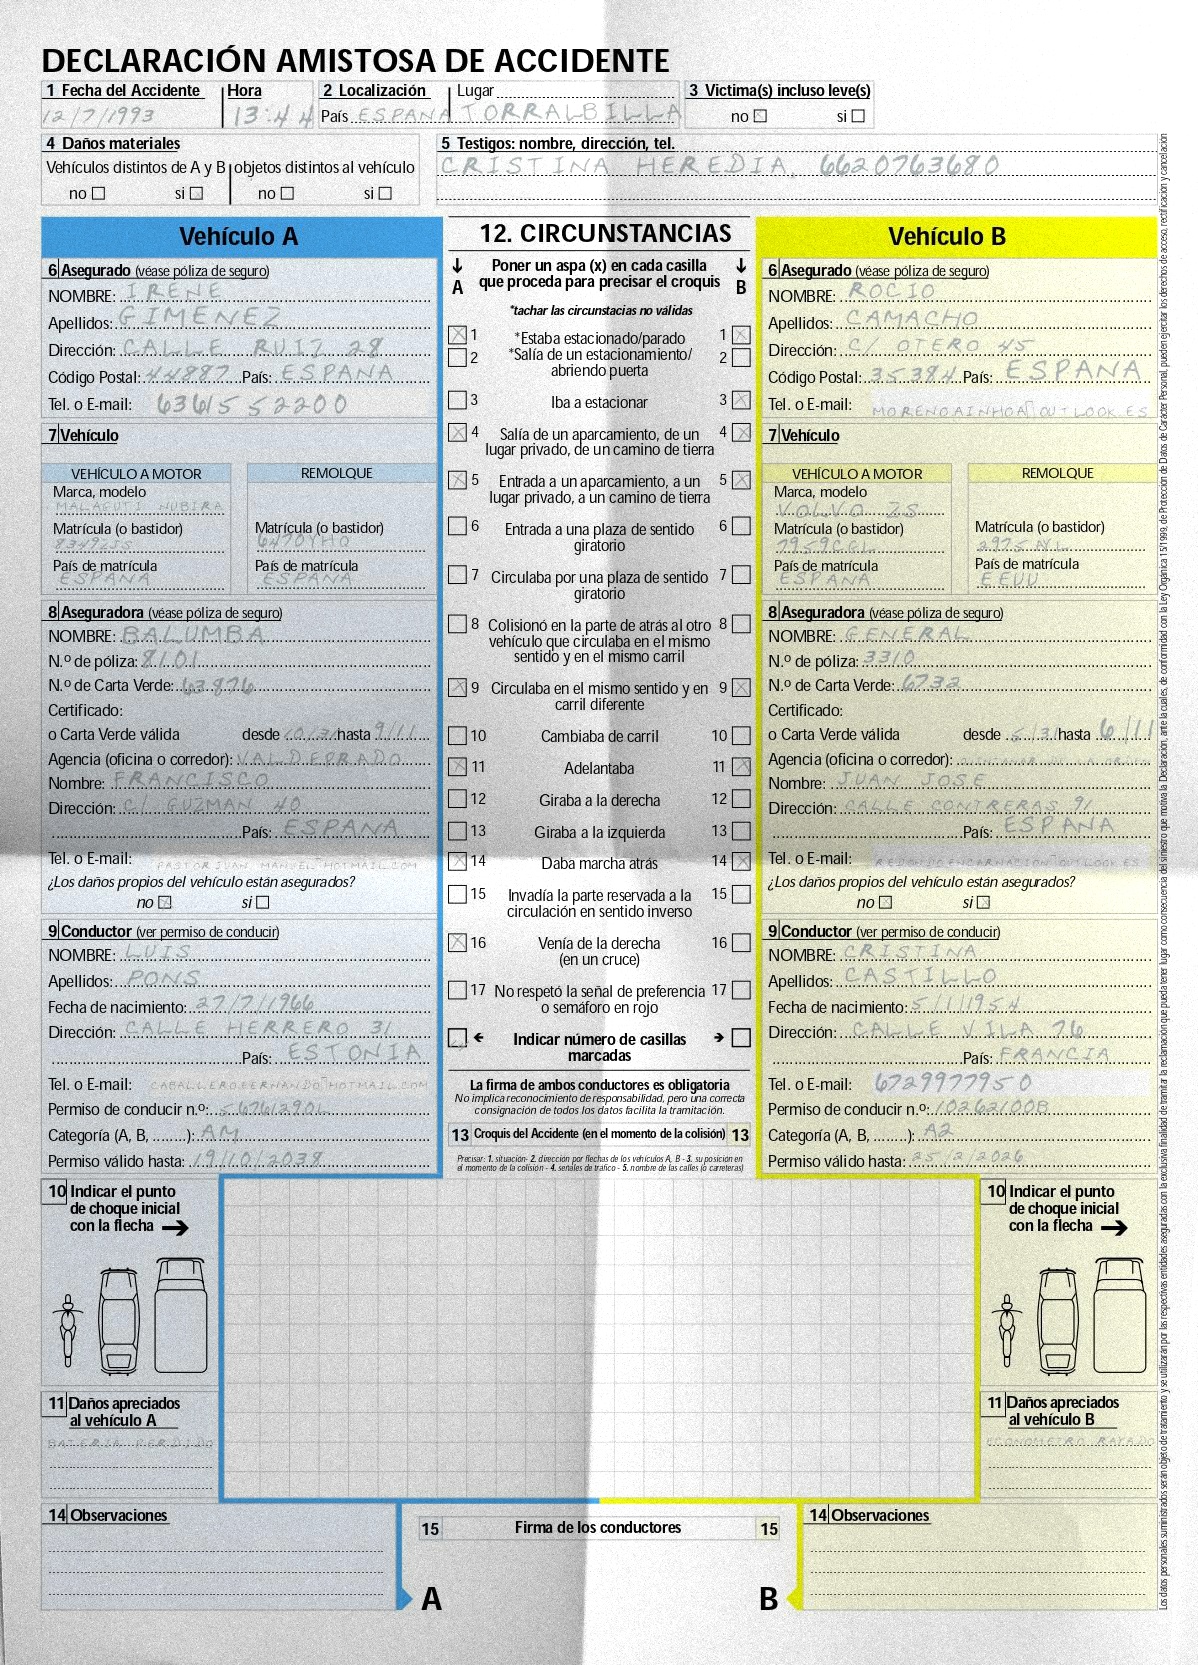 DECLARACIÓN AMISTOSA DE ACCIDENTE
1 Fecha del Accidente Hora 2 Localización Lugar 3 Victima(s) incluso leve(s)
12/7/1993 13:44 País ESPAÑA TORRALBILLA no si
4 Daños materiales
Vehículos distintos de A y B objetos distintos al vehículo
no si no si
5 Testigos: nombre, dirección, tel.
CRISTINA HEREDIA, 6620763680
Vehículo A
6 Asegurado (véase póliza de seguro)
NOMBRE: IRENE
Apellidos: GIMENEZ
Dirección: CALLE RUIZ 28
Código Postal: 44887 País: ESPAÑA
Tel. o E-mail: 63615 52200
7 Vehículo
VEHÍCULO A MOTOR REMOLQUE
Marca, modelo
MALAGUTI NUBIRA
Matrícula (o bastidor) Matrícula (o bastidor)
8349ZJS 6470YHQ
País de matrícula País de matrícula
ESPAÑA ESPAÑA
8 Aseguradora (véase póliza de seguro)
NOMBRE: BALUMBA
N.º de póliza: 8101
N.º de Carta Verde: 63.876
Certificado:
o Carta Verde válida desde hasta 9/11
Agencia (oficina o corredor): VALDEPRADO
Nombre: FRANCISCO
Dirección: C/. GUZMAN 40
País: ESPAÑA
Tel. o E-mail: PASTORJUAN MANUEL@HOTMAIL.COM
¿Los daños propios del vehículo están asegurados?
no si
9 Conductor (ver permiso de conducir)
NOMBRE: LUIS
Apellidos: PONS
Fecha de nacimiento: 27/7/1966
Dirección: CALLE HERRERO 31
País: ESTONIA
Tel. o E-mail: CABALLEROFERNANDO@HOTMAIL.COM
Permiso de conducir n.º: 56761290L
Categoría (A, B, ........): AM
Permiso válido hasta: 19/10/2038
12. CIRCUNSTANCIAS
A Poner un aspa (x) en cada casilla que proceda para precisar el croquis B
*tachar las circunstacias no válidas
1 *Estaba estacionado/parado 1
2 *Salía de un estacionamiento/ 2
abriendo puerta
3 Iba a estacionar 3
4 Salía de un aparcamiento, de un 4
lugar privado, de un camino de tierra
5 Entrada a un aparcamiento, a un 5
lugar privado, a un camino de tierra
6 Entrada a una plaza de sentido 6
giratorio
7 Circulaba por una plaza de sentido 7
giratorio
8 Colisionó en la parte de atrás al otro 8
vehículo que circulaba en el mismo
sentido y en el mismo carril
9 Circulaba en el mismo sentido y en 9
carril diferente
10 Cambiaba de carril 10
11 Adelantaba 11
12 Giraba a la derecha 12
13 Giraba a la izquierda 13
14 Daba marcha atrás 14
15 Invadía la parte reservada a la 15
circulación en sentido inverso
16 Venía de la derecha 16
(en un cruce)
17 No respetó la señal de preferencia 17
o semáforo en rojo
Indicar número de casillas
marcadas
La firma de ambos conductores es obligatoria
No implica reconocimiento de responsabilidad, pero una correcta
consignación de todos los datos facilita la tramitación.
13 Croquis del Accidente (en el momento de la colisión) 13
Precisar: 1. situación- 2. dirección por flechas de los vehículos A, B - 3. su posición en
el momento de la colisión - 4. señales de tráfico - 5. nombre de las calles (o carreteras)
Vehículo B
6 Asegurado (véase póliza de seguro)
NOMBRE: ROCIO
Apellidos: CAMACHO
Dirección: C/ OTERO 45
Código Postal: 35384 País: ESPAÑA
Tel. o E-mail: MORENOAINHOA@OUTLOOK.ES
7 Vehículo
VEHÍCULO A MOTOR REMOLQUE
Marca, modelo
VOLVO ZS
Matrícula (o bastidor) Matrícula (o bastidor)
7959CGL 2975NL
País de matrícula País de matrícula
ESPAÑA EEUU
8 Aseguradora (véase póliza de seguro)
NOMBRE: GENERAL
N.º de póliza: 3310
N.º de Carta Verde: 6732
Certificado:
o Carta Verde válida desde 5/31 hasta 6/11
Agencia (oficina o corredor):
Nombre: JUAN JOSE
Dirección: CALLE CONTRERAS 91
País: ESPAÑA
Tel. o E-mail: REDONDOENCARNACION@OUTLOOK.ES
¿Los daños propios del vehículo están asegurados?
no si
9 Conductor (ver permiso de conducir)
NOMBRE: CRISTINA
Apellidos: CASTILLO
Fecha de nacimiento: 5/11/1954
Dirección: CALLE VILA 76
País: FRANCIA
Tel. o E-mail: 6729977950
Permiso de conducir n.º: 10262100B
Categoría (A, B, .......): A2
Permiso válido hasta: 25/2/2026
10 Indicar el punto
de choque inicial
con la flecha
11 Daños apreciados
al vehículo A
BATERIA PERDIDO
10 Indicar el punto
de choque inicial
con la flecha
11 Daños apreciados
al vehículo B
ECONOMETRO RAYADO
14 Observaciones
15 Firma de los conductores 15
A B
14 Observaciones
Los datos personales suministrados serán objeto de tratamiento y se utilizarán por las respectivas entidades aseguradas con la exclusiva finalidad de tramitar la reclamación que pueda tener lugar como consecuencia del siniestro que motiva la Declaración, ante la cuales, de conformidad con la Ley Orgánica 15/1999, de Protección de Datos de Carácter Personal, pueden ejercitar los derechos de acceso, rectificación y cancelación